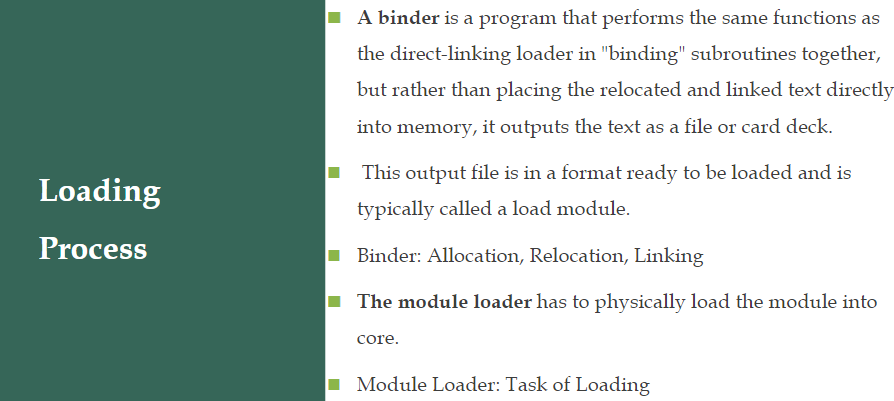 Loading
Process
A binder is a program that performs the same functions as
the direct-linking loader in "binding" subroutines together,
but rather than placing the relocated and linked text directly
into memory, it outputs the text as a file or card deck.
This output file is in a format ready to be loaded and is
typically called a load module.
Binder: Allocation, Relocation, Linking
The module loader has to physically load the module into
core.
Module Loader: Task of Loading